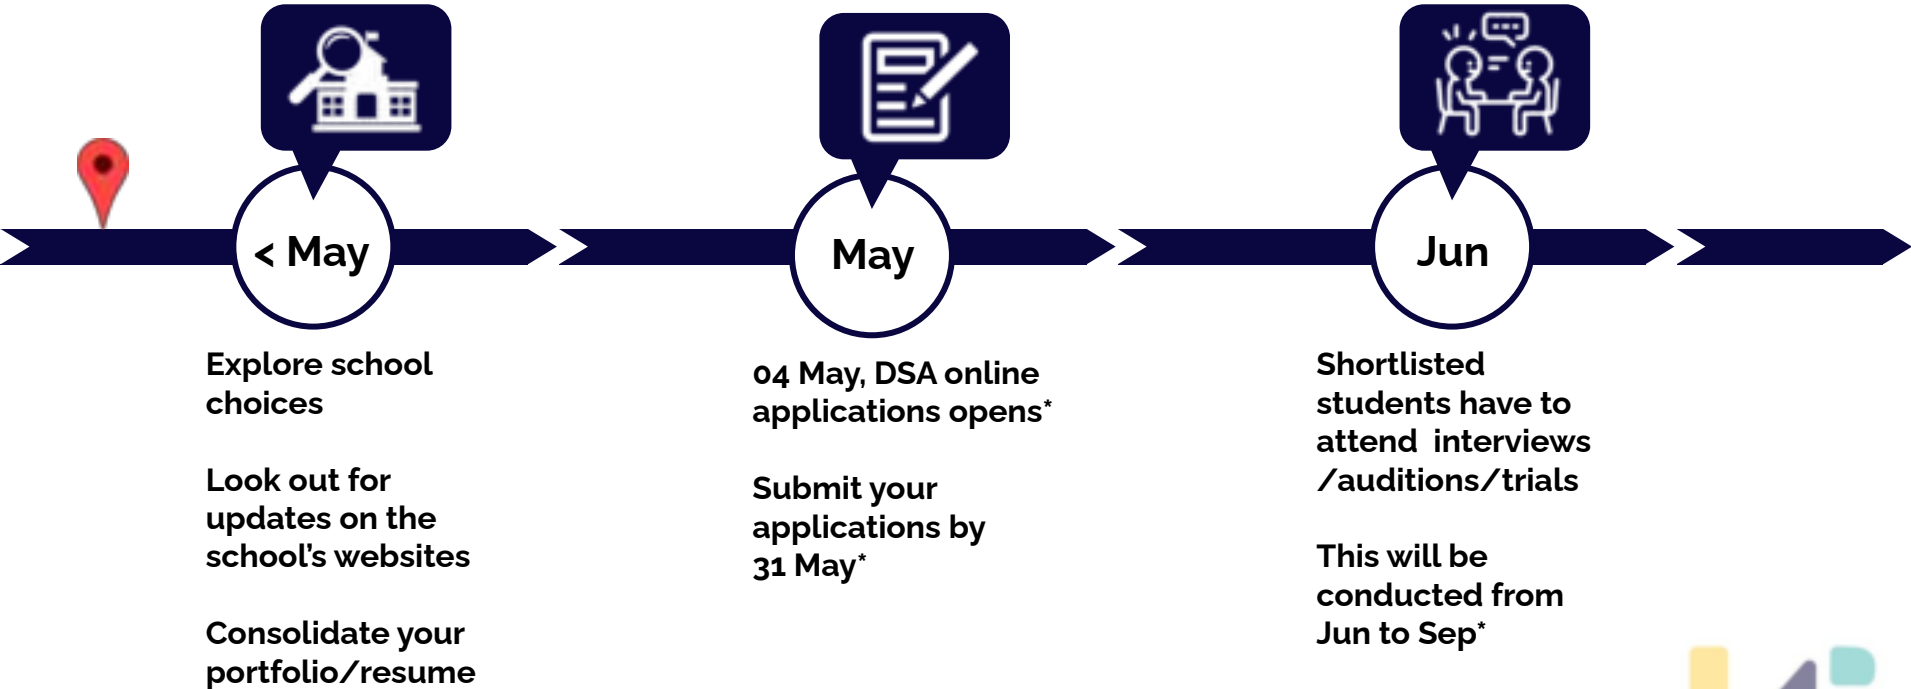 < May
Explore school
choices
Look out for
updates on the
school's websites
Consolidate your
portfolio/resume
May
04 May, DSA online
applications opens*
Submit your
applications by
31 May*
Jun
Shortlisted
students have to
attend  interviews
/auditions/trials
This will be
conducted from
Jun to Sep*